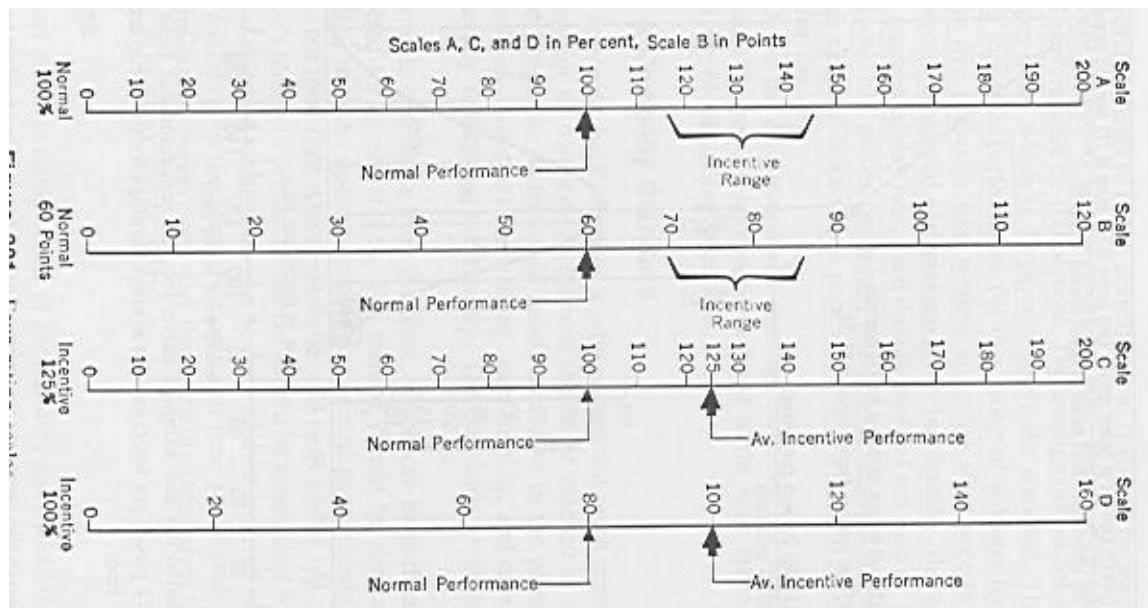 Scales A, C, and D in Per cent, Scale B in Points
Normal
100%
0 10 20 30 40 50 60 70 80 90 100 110 120 130 140 150 160 170 180 190 200
Scale
A
Normal Performance
Incentive
Range
Normal
60 Points
0 10 20 30 40 50 60 70 80 90 100 110 120
Scale
B
Normal Performance
Incentive
Range
Incentive
125%
0 10 20 30 40 50 60 70 80 90 100 110 120 125 130 140 150 160 170 180 190 200
Scale
C
Normal Performance
Av. Incentive Performance
Incentive
100%
0 20 40 60 80 100 120 140 160
Scale
D
Normal Performance
Av. Incentive Performance